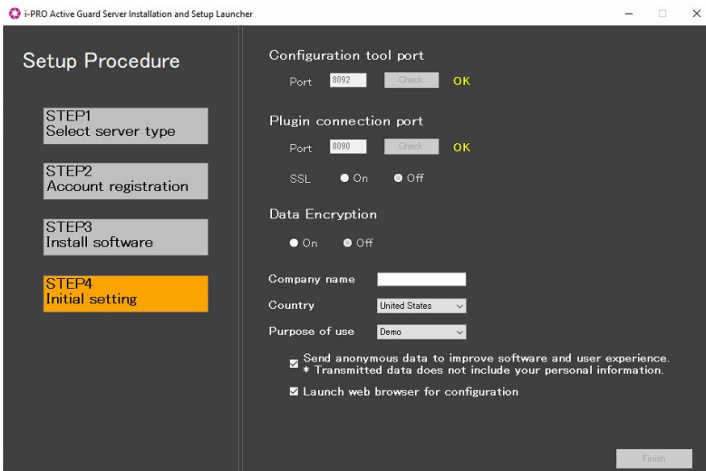 i-PRO Active Guard Server Installation and Setup Launcher
Setup Procedure
STEP1
Select server type
STEP2
Account registration
STEP3
Install software
STEP4
Initial setting
Configuration tool port
Port 8092 Check OK
Plugin connection port
Port 8090 Check OK
SSL On Off
Data Encryption
On Off
Company name
Country United States
Purpose of use Demo
Send anonymous data to improve software and user experience.
* Transmitted data does not include your personal information.
Launch web browser for configuration
Finish